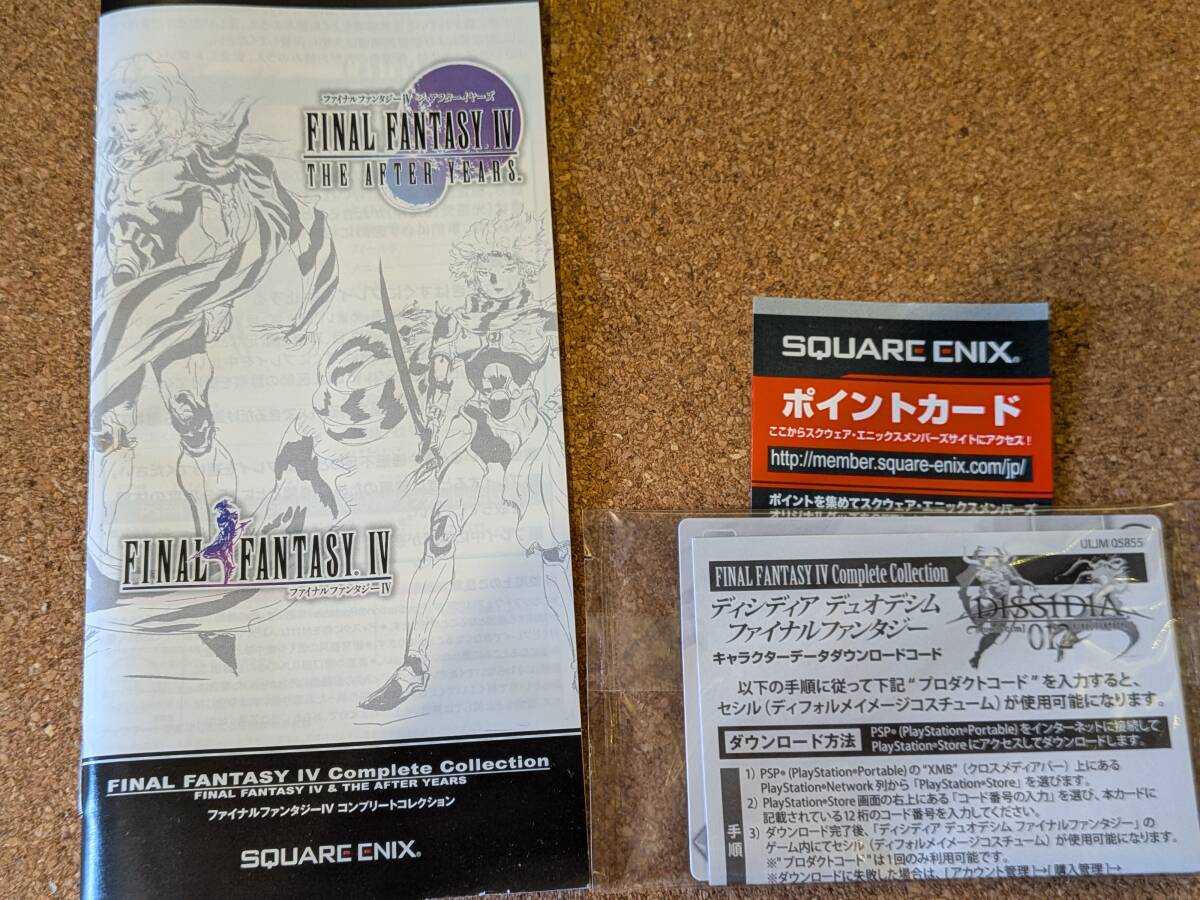 ファイナルファンタジーIV ジ・アフターイヤーズ
FINAL FANTASY IV
THE AFTER YEARS.
FINAL FANTASY. IV
ファイナルファンタジーIV
FINAL FANTASY IV Complete Collection
FINAL FANTASY IV & THE AFTER YEARS
ファイナルファンタジーIV コンプリートコレクション
SQUARE ENIX.
SQUARE ENIX®
ポイントカード
ここからスクウェア・エニックスメンバーズサイトにアクセス!
http://member.square-enix.com/jp/
ポイントを集めてスクウェア・エニックスメンバーズ
ULJM 05855
FINAL FANTASY IV Complete Collection
ディシディア デュオデシム
ファイナルファンタジー
DISSIDIA
012
キャラクターデータダウンロードコード
以下の手順に従って下記“プロダクトコード”を入力すると、
セシル(ディフォルメイメージコスチューム)が使用可能になります。
ダウンロード方法
PSP®(PlayStation®Portable)をインターネットに接続して
PlayStation®Storeにアクセスしてダウンロードします。
手順
1) PSP®(PlayStation®Portable)の“XMB”(クロスメディアバー)上にある
PlayStation®Network列から「PlayStation®Store」を選びます。
2) PlayStation®Store画面の右上にある「コード番号の入力」を選び、本カードに
記載されている12桁のコード番号を入力してください。
3) ダウンロード完了後、「ディシディア デュオデシム ファイナルファンタジー」の
ゲーム内にてセシル(ディフォルメイメージコスチューム)が使用可能になります。
※“プロダクトコード”は1回のみ利用可能です。
※ダウンロードに失敗した場合は、[アカウント管理]→[購入管理]→